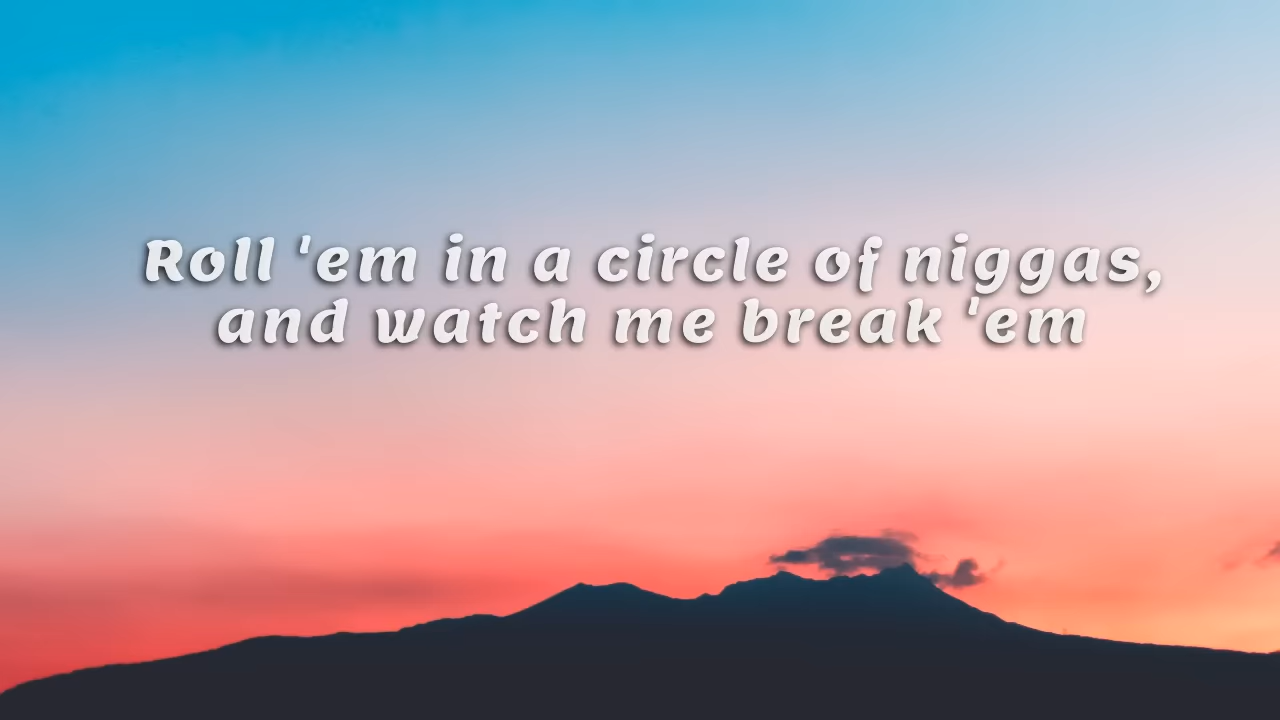 Roll 'em in a circle of niggas,
and watch me break 'em